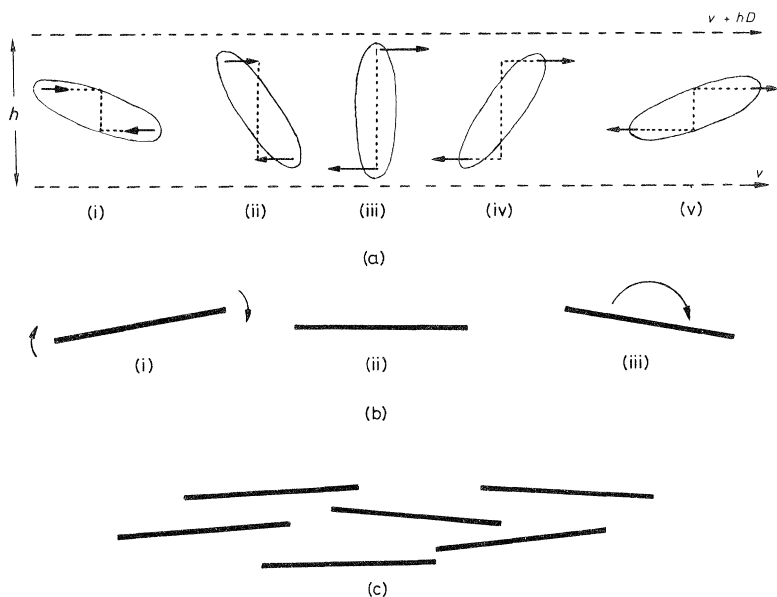 v + hD
h
v
(i) (ii) (iii) (iv) (v)
(a)
(i) (ii) (iii)
(b)
(c)